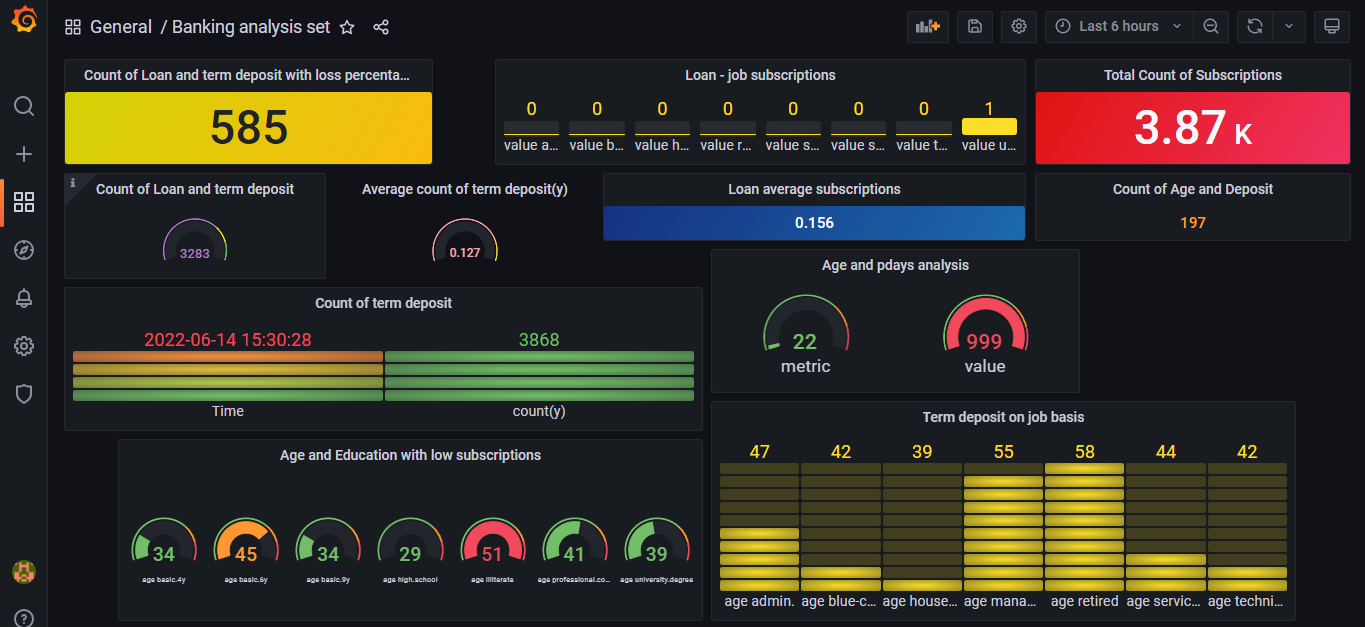 General / Banking analysis set
Last 6 hours
Count of Loan and term deposit with loss percenta...
585
Loan - job subscriptions
0 0 0 0 0 0 0 1
value a... value b... value h... value r... value s... value s... value t... value u...
Total Count of Subscriptions
3.87 K
Count of Loan and term deposit
3283
Average count of term deposit(y)
0.127
Loan average subscriptions
0.156
Count of Age and Deposit
197
Age and pdays analysis
22 999
metric value
Count of term deposit
2022-06-14 15:30:28 3868
Time count(y)
Term deposit on job basis
47 42 39 55 58 44 42
age admin. age blue-c... age house... age mana... age retired age servic... age techni...
Age and Education with low subscriptions
34 45 34 29 51 41 39
age basic.4y age basic.6y age basic.9y age high.school age illiterate age professional.co... age university.degree